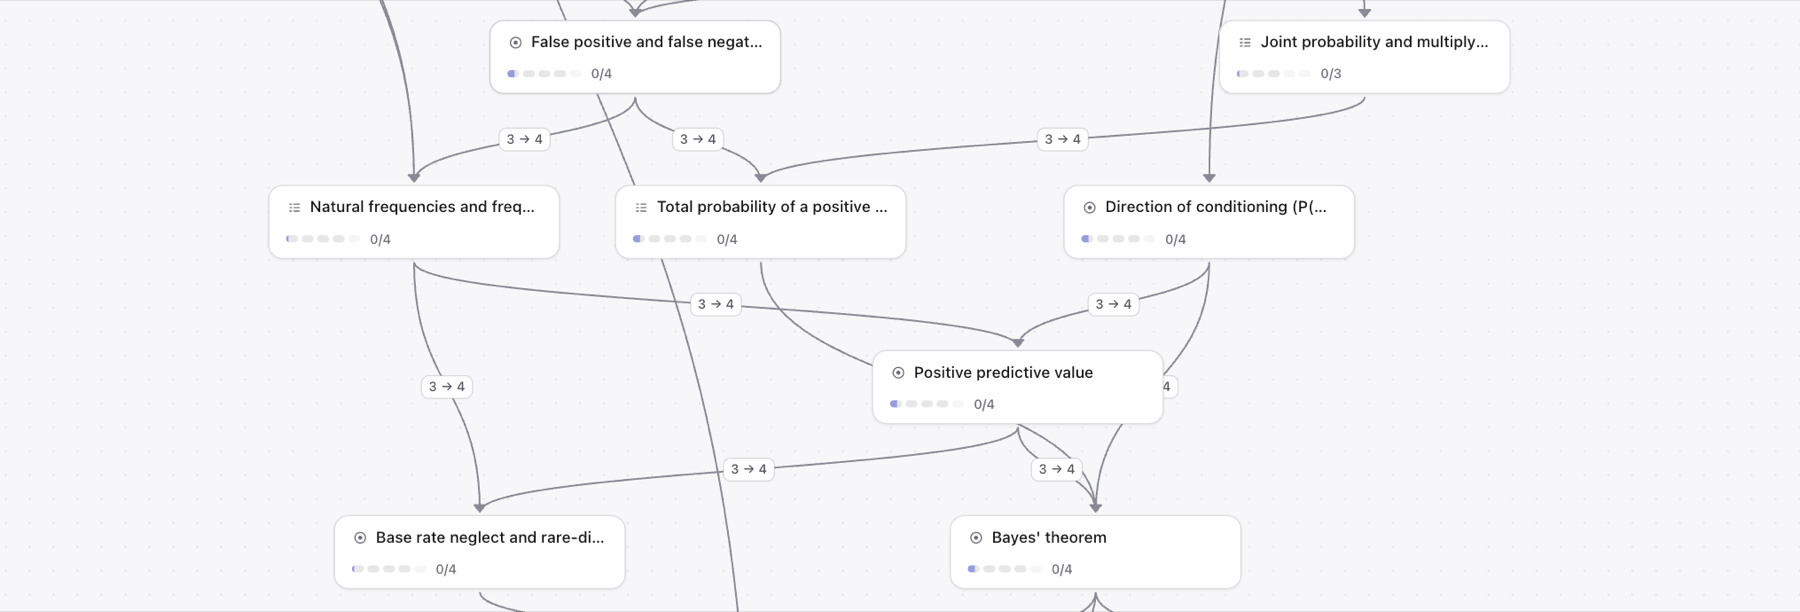 False positive and false negat...
0/4
Joint probability and multiply...
0/3
3 → 4
3 → 4
3 → 4
Natural frequencies and freq...
0/4
Total probability of a positive ...
0/4
Direction of conditioning (P(...
0/4
3 → 4
3 → 4
Positive predictive value
0/4
3 → 4
4
3 → 4
3 → 4
Base rate neglect and rare-di...
0/4
Bayes' theorem
0/4